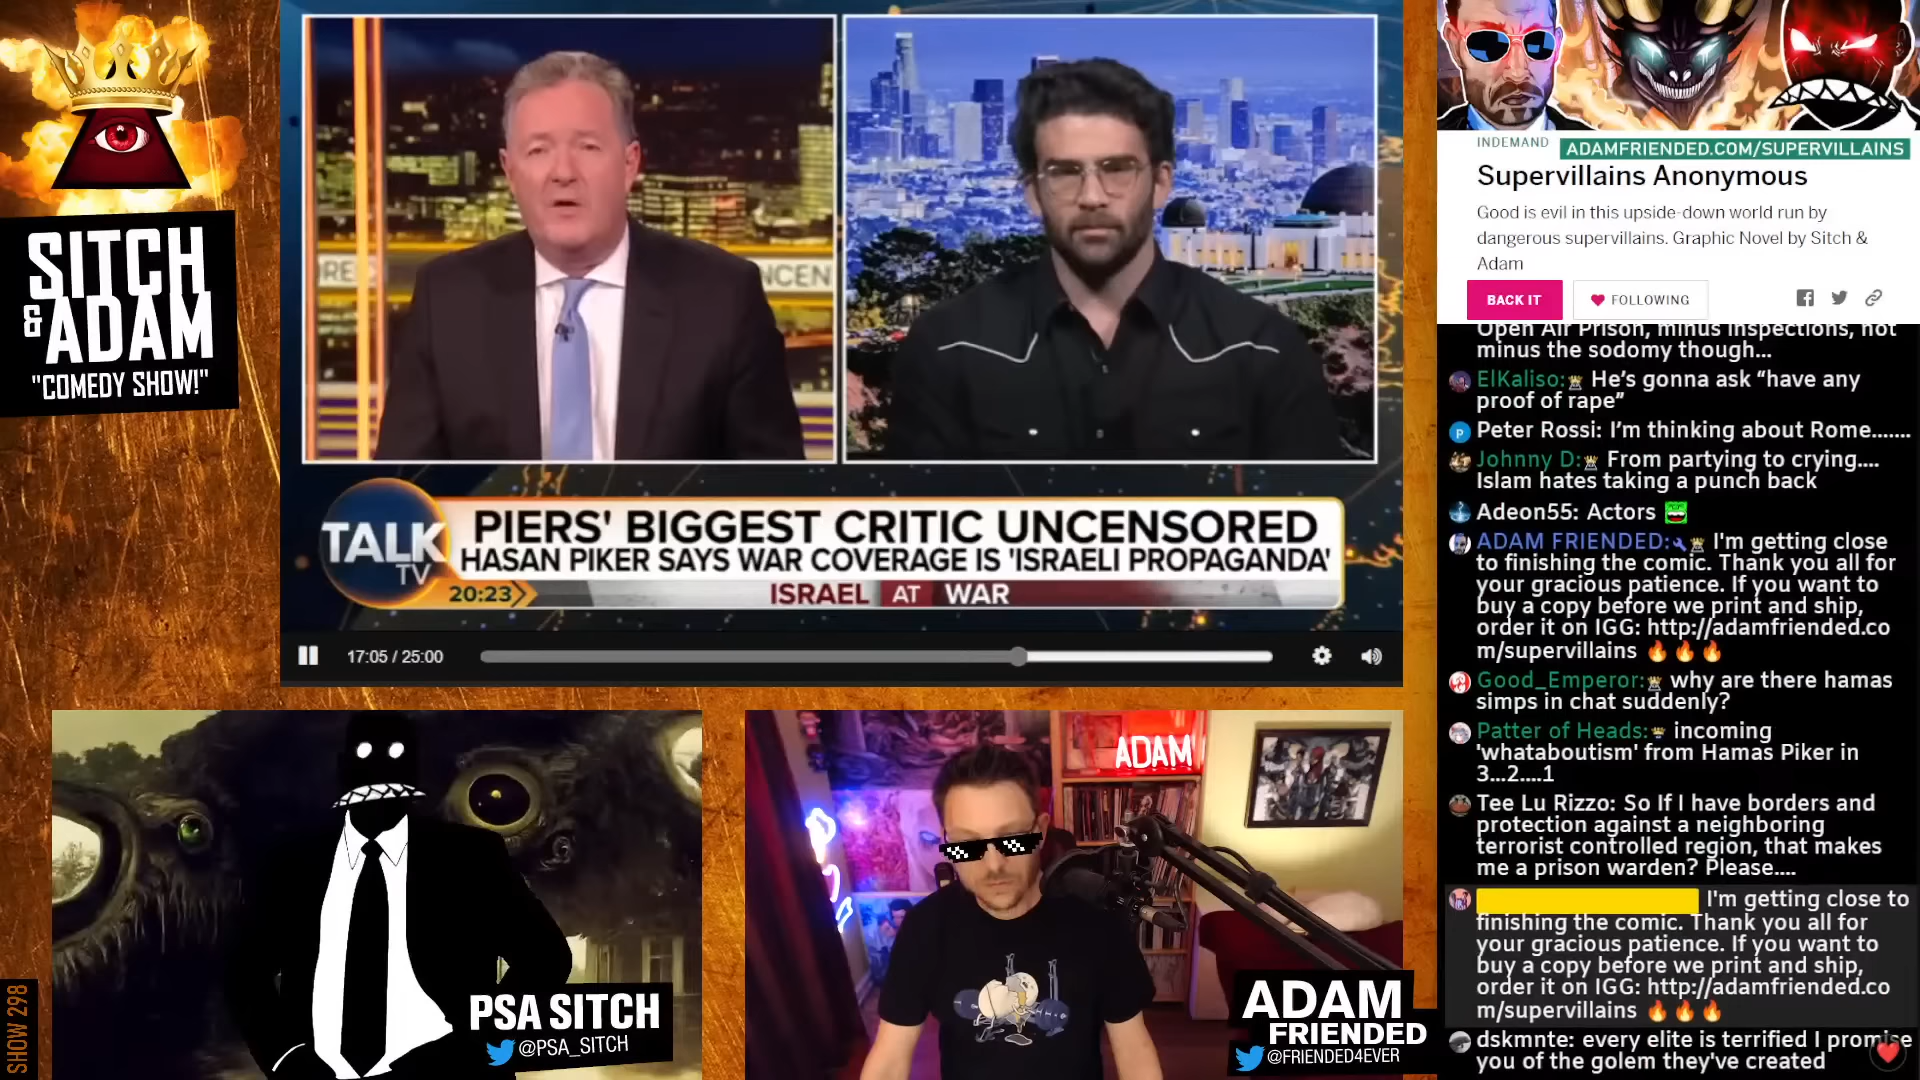 SITCH
& ADAM
"COMEDY SHOW!"
SHOW 298
PIERS' BIGGEST CRITIC UNCENSORED
HASAN PIKER SAYS WAR COVERAGE IS 'ISRAELI PROPAGANDA'
TALK
TV
20:23
ISRAEL AT WAR
17:05 / 25:00
PSA SITCH
@PSA_SITCH
ADAM
ADAM
FRIENDED
@FRIENDED4EVER
INDEMAND
ADAMFRIENDED.COM/SUPERVILLAINS
Supervillains Anonymous
Good is evil in this upside-down world run by
dangerous supervillains. Graphic Novel by Sitch &
Adam
BACK IT
FOLLOWING
Open Air Prison, minus inspections, not
minus the sodomy though...
ElKaliso: He's gonna ask “have any
proof of rape”
P Peter Rossi: I'm thinking about Rome.......
Johnny D: From partying to crying....
Islam hates taking a punch back
Adeon55: Actors
ADAM FRIENDED: I'm getting close
to finishing the comic. Thank you all for
your gracious patience. If you want to
buy a copy before we print and ship,
order it on IGG: http://adamfriended.co
m/supervillains
Good_Emperor: why are there hamas
simps in chat suddenly?
Patter of Heads: incoming
'whataboutism' from Hamas Piker in
3...2....1
Tee Lu Rizzo: So If I have borders and
protection against a neighboring
terrorist controlled region, that makes
me a prison warden? Please....
I'm getting close to
finishing the comic. Thank you all for
your gracious patience. If you want to
buy a copy before we print and ship,
order it on IGG: http://adamfriended.co
m/supervillains
dskmnte: every elite is terrified I promise
you of the golem they've created